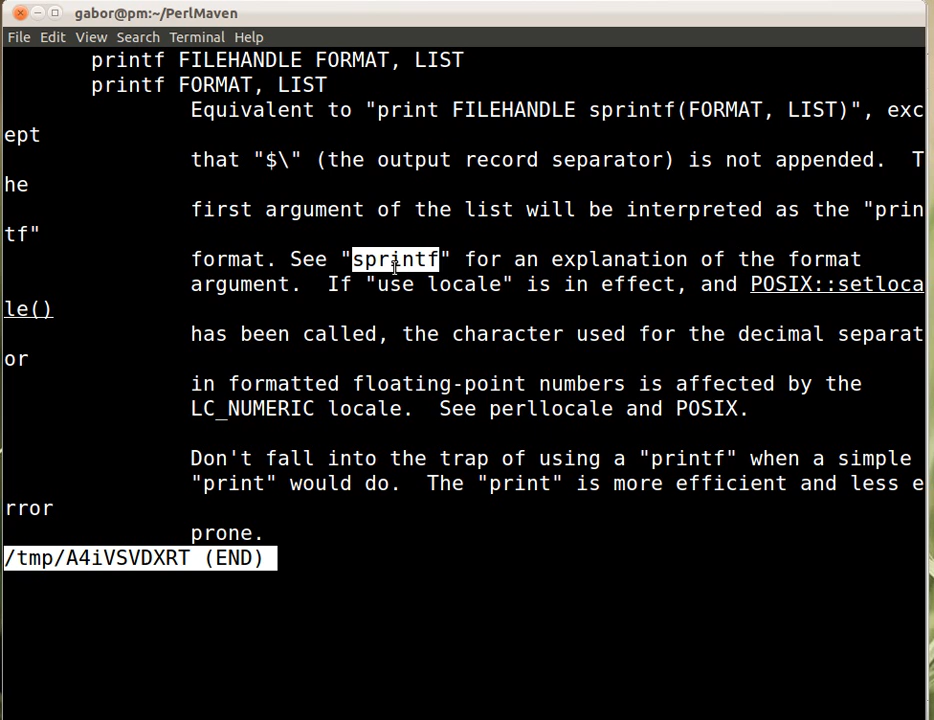 gabor@pm:~/PerlMaven
File Edit View Search Terminal Help
printf FILEHANDLE FORMAT, LIST
printf FORMAT, LIST
Equivalent to "print FILEHANDLE sprintf(FORMAT, LIST)", exc
ept
that "$\" (the output record separator) is not appended.  T
he
first argument of the list will be interpreted as the "prin
tf"
format. See "sprintf" for an explanation of the format
argument.  If "use locale" is in effect, and POSIX::setloca
le()
has been called, the character used for the decimal separat
or
in formatted floating-point numbers is affected by the
LC_NUMERIC locale.  See perllocale and POSIX.
Don't fall into the trap of using a "printf" when a simple
"print" would do.  The "print" is more efficient and less e
rror
prone.
/tmp/A4iVSVDXRT (END)